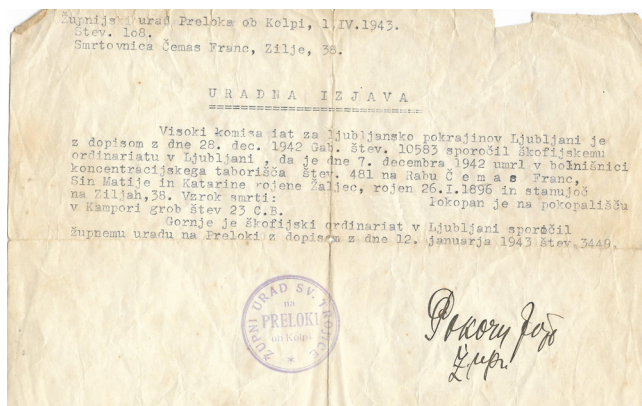 Župnijski urad Preloka ob Kolpi, 1.IV.1943.
Štev. 108.
Smrtovnica Čemas Franc, Zilje, 38.
URADNA IZJAVA
Visoki komisariat za ljubljansko pokrajinov Ljubljani je
z dopisom z dne 28. dec. 1942 Gab. štev. 10583 sporočil škofijskemu
ordinariatu v Ljubljani , da je dne 7. decembra 1942 umrl v bolnišnici
koncentracijskega taborišča štev. 481 na Rabu Čemas Franc,
Sin Matije in Katarine rojene Žaljec, rojen 26.I.1896 in stanujoč
na Ziljah,38. Vzrok smrti: Pokopan je na pokopališču
v Kampori grob štev 23 C.B.
Gornje je škofijski ordinariat v Ljubljani sporočil
župnemu uradu na Preloki z dopisom z dne 12. januarja 1943 štev.3449.
ŽUPNI URAD SV. TROJICE
na
PRELOKI
ob Kolpi
Pokorn
župn.